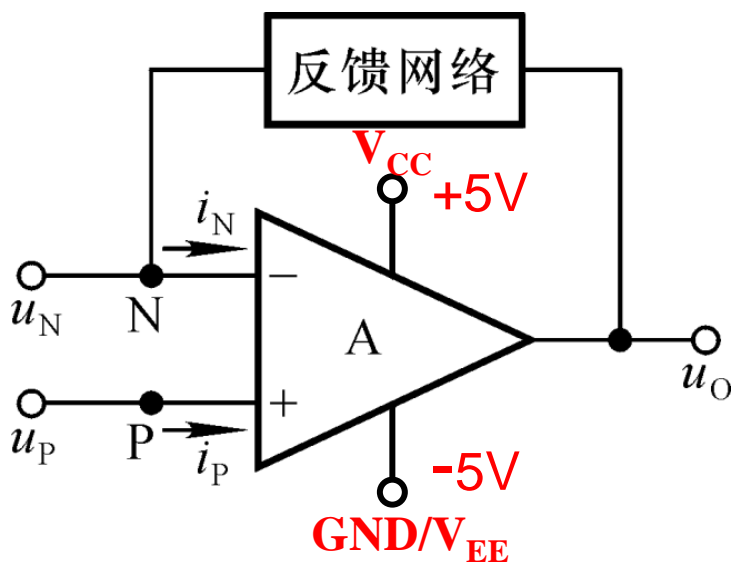 反馈网络
VCC
+5V
iN
−
uN
N
A
uO
+
uP
P
iP
-5V
GND/VEE